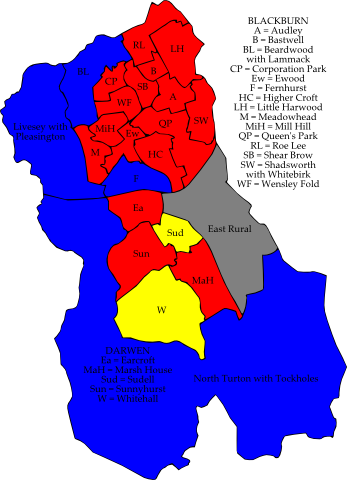 BLACKBURN
A = Audley
B = Bastwell
BL = Beardwood
with Lammack
CP = Corporation Park
Ew = Ewood
F = Fernhurst
HC = Higher Croft
LH = Little Harwood
M = Meadowhead
MiH = Mill Hill
QP = Queen's Park
RL = Roe Lee
SB = Shear Brow
SW = Shadsworth
with Whitebirk
WF = Wensley Fold
RL
LH
BL
B
CP
SB
A
WF
QP
SW
Livesey with
Pleasington
MiH
Ew
M
HC
F
Ea
Sud
East Rural
Sun
MaH
W
DARWEN
Ea = Earcroft
MaH = Marsh House
Sud = Sudell
Sun = Sunnyhurst
W = Whitehall
North Turton with Tockholes